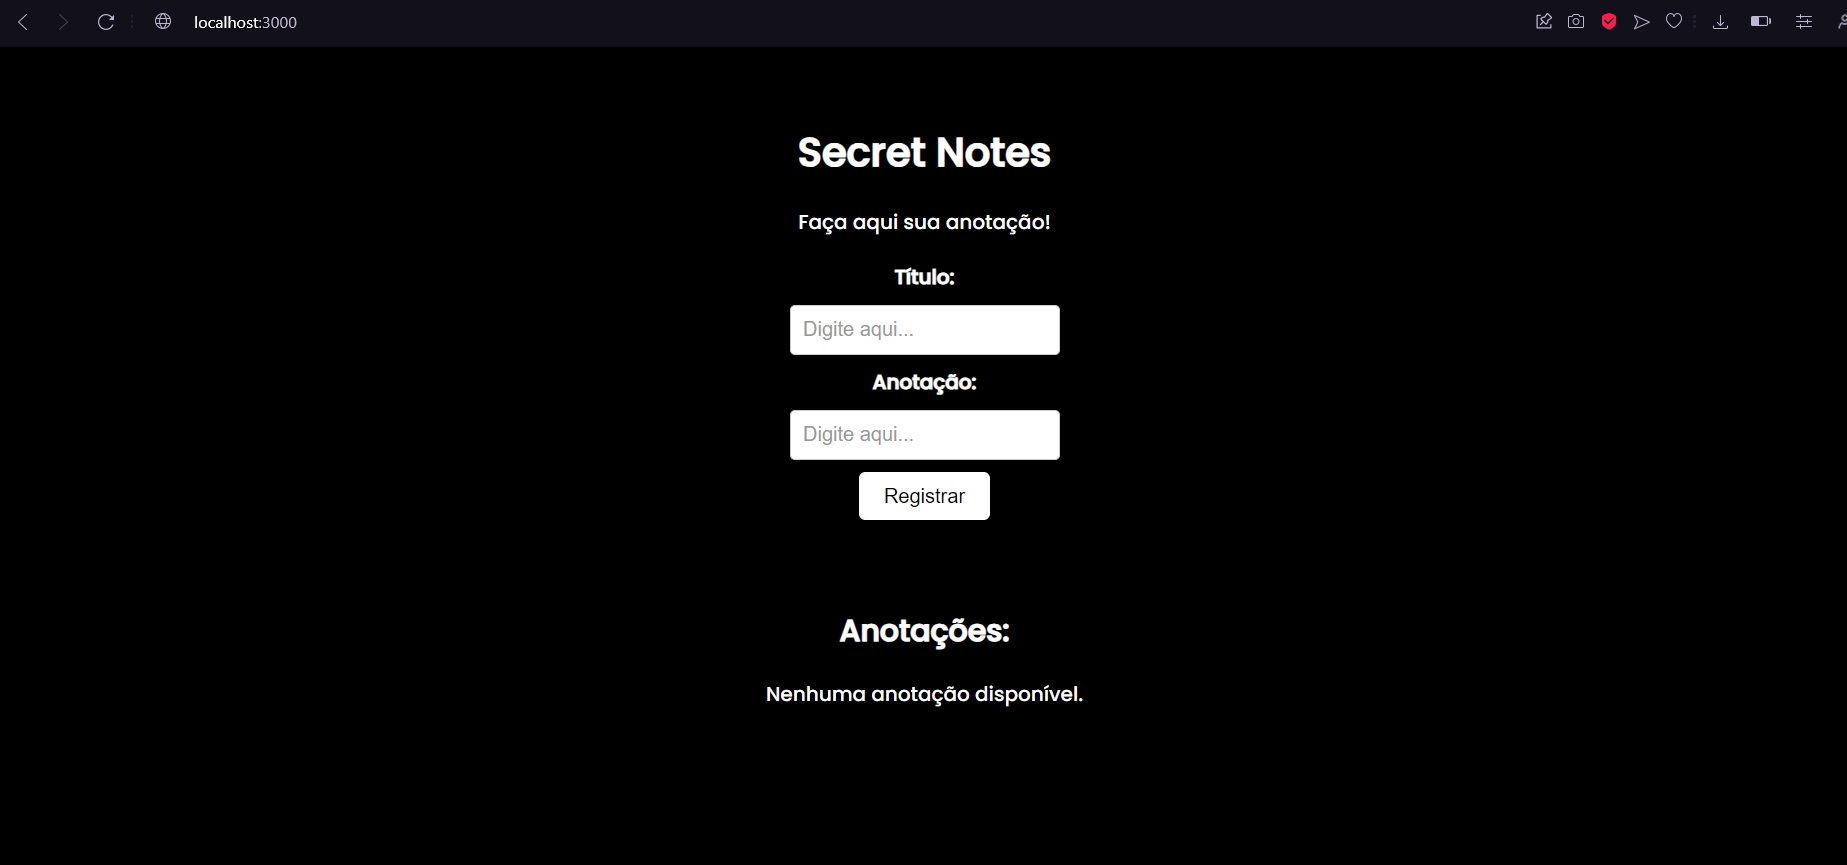 localhost:3000
Secret Notes
Faça aqui sua anotação!
Título:
Digite aqui...
Anotação:
Digite aqui...
Registrar
Anotações:
Nenhuma anotação disponível.